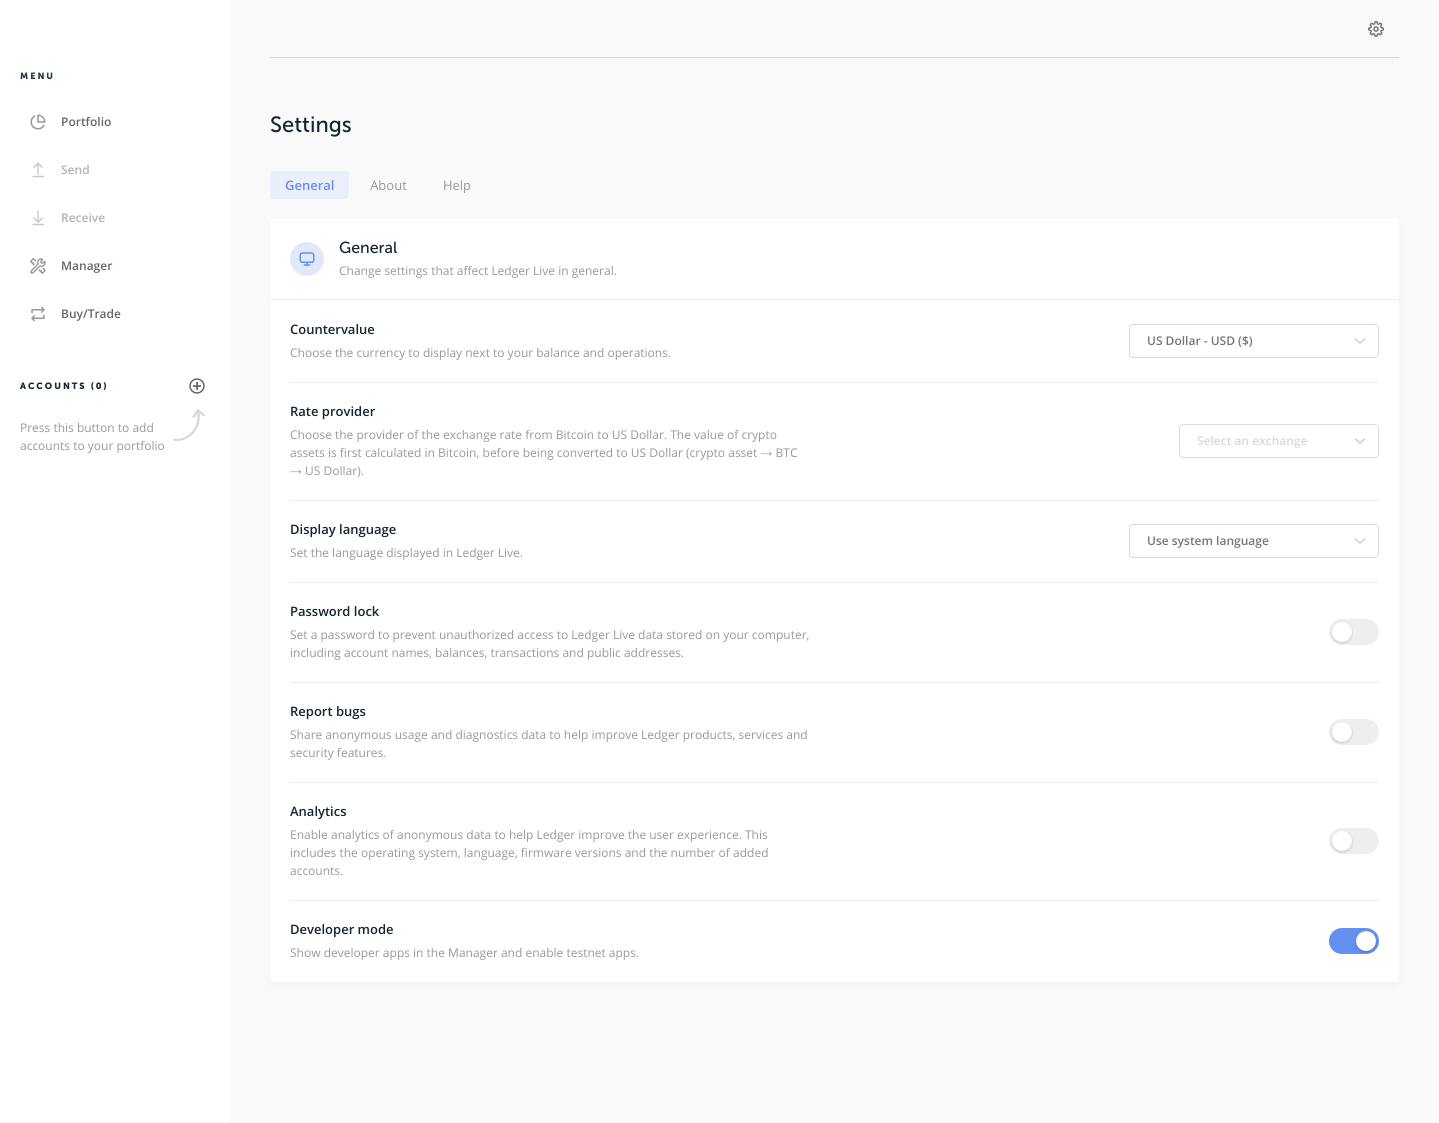 MENU
Portfolio
Send
Receive
Manager
Buy/Trade
ACCOUNTS (0)
Press this button to add
accounts to your portfolio
Settings
General
About
Help
General
Change settings that affect Ledger Live in general.
Countervalue
Choose the currency to display next to your balance and operations.
US Dollar - USD ($)
Rate provider
Choose the provider of the exchange rate from Bitcoin to US Dollar. The value of crypto
assets is first calculated in Bitcoin, before being converted to US Dollar (crypto asset → BTC
→ US Dollar).
Select an exchange
Display language
Set the language displayed in Ledger Live.
Use system language
Password lock
Set a password to prevent unauthorized access to Ledger Live data stored on your computer,
including account names, balances, transactions and public addresses.
Report bugs
Share anonymous usage and diagnostics data to help improve Ledger products, services and
security features.
Analytics
Enable analytics of anonymous data to help Ledger improve the user experience. This
includes the operating system, language, firmware versions and the number of added
accounts.
Developer mode
Show developer apps in the Manager and enable testnet apps.